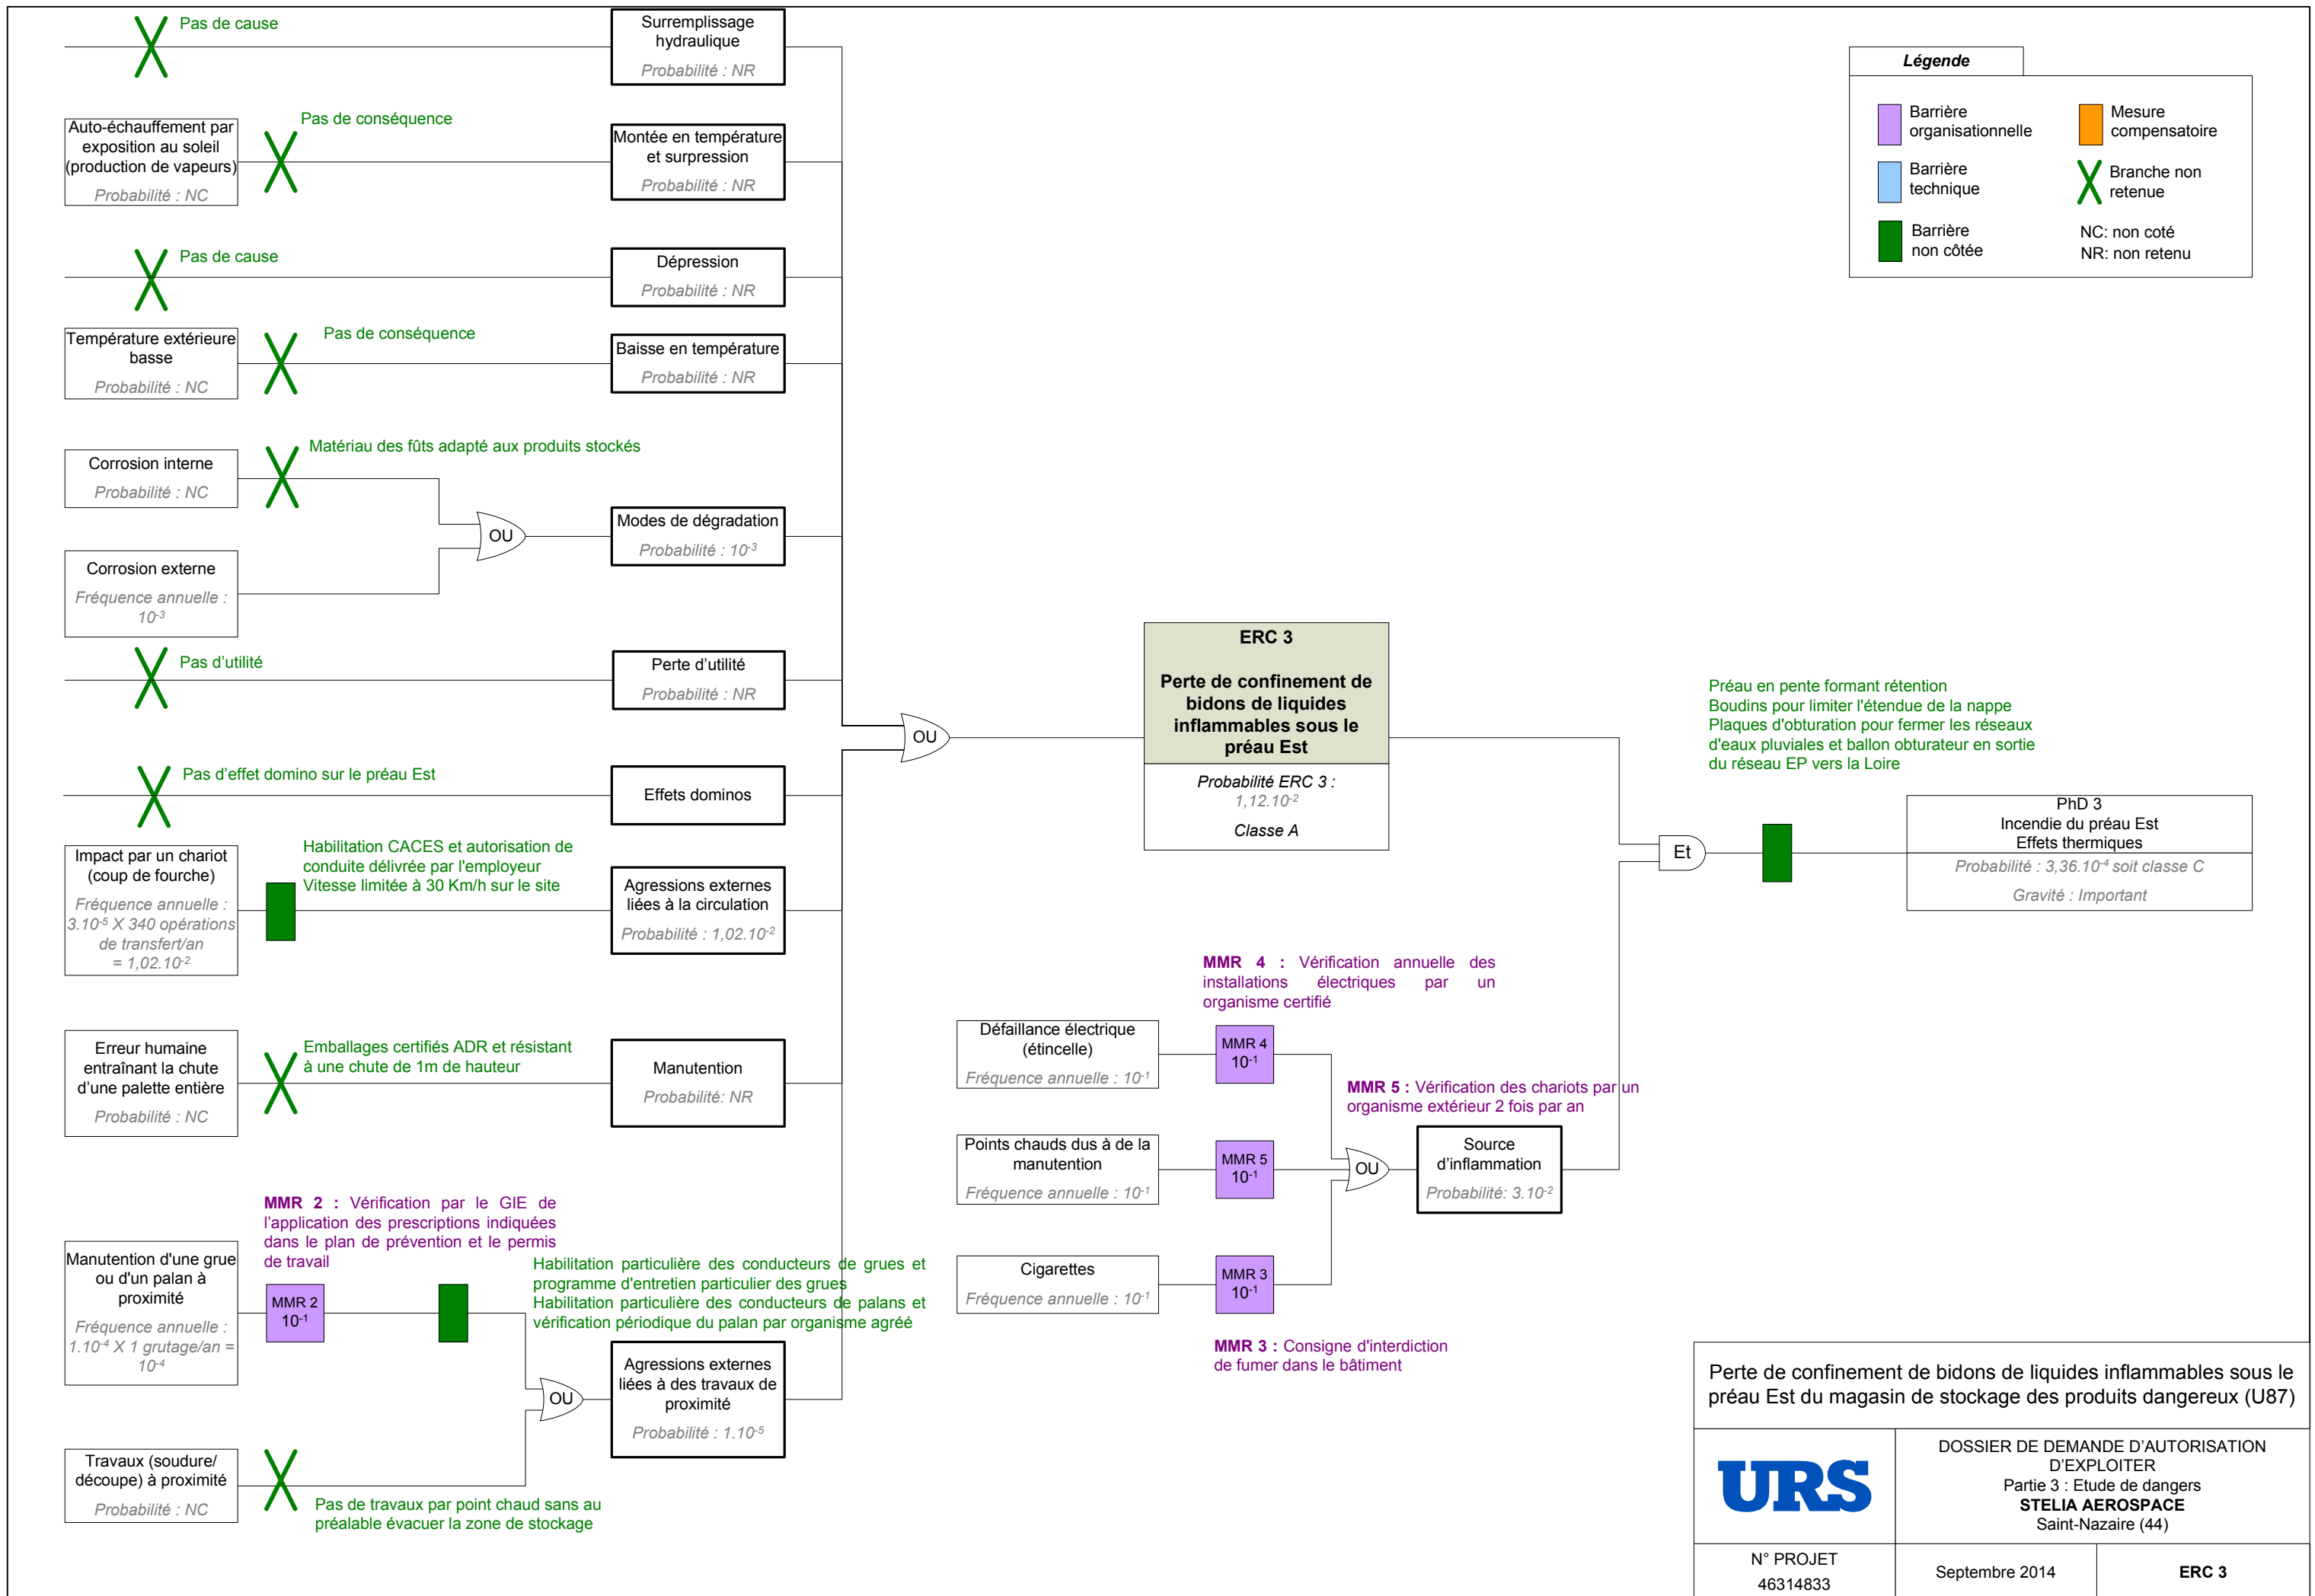 Pas de cause
Surremplissage
hydraulique
Probabilité : NR
Légende
Barrière
organisationnelle
Mesure
compensatoire
Barrière
technique
Branche non
retenue
Barrière
non côtée
NC: non coté
NR: non retenu
Auto-échauffement par
exposition au soleil
(production de vapeurs)
Probabilité : NC
Pas de conséquence
Montée en température
et surpression
Probabilité : NR
Pas de cause
Dépression
Probabilité : NR
Température extérieure
basse
Probabilité : NC
Pas de conséquence
Baisse en température
Probabilité : NR
Corrosion interne
Probabilité : NC
Matériau des fûts adapté aux produits stockés
OU
Modes de dégradation
Probabilité : 10-3
Corrosion externe
Fréquence annuelle :
10-3
Pas d'utilité
Perte d'utilité
Probabilité : NR
OU
ERC 3
Perte de confinement de
bidons de liquides
inflammables sous le
préau Est
Probabilité ERC 3 :
1,12.10-2
Classe A
Pas d'effet domino sur le préau Est
Effets dominos
Préau en pente formant rétention
Boudins pour limiter l'étendue de la nappe
Plaques d'obturation pour fermer les réseaux
d'eaux pluviales et ballon obturateur en sortie
du réseau EP vers la Loire
Et
PhD 3
Incendie du préau Est
Effets thermiques
Probabilité : 3,36.10-4 soit classe C
Gravité : Important
Impact par un chariot
(coup de fourche)
Fréquence annuelle :
3.10-5 X 340 opérations
de transfert/an
= 1,02.10-2
Habilitation CACES et autorisation de
conduite délivrée par l'employeur
Vitesse limitée à 30 Km/h sur le site
Agressions externes
liées à la circulation
Probabilité : 1,02.10-2
Erreur humaine
entraînant la chute
d'une palette entière
Probabilité : NC
Emballages certifiés ADR et résistant
à une chute de 1m de hauteur
Manutention
Probabilité: NR
MMR 4 : Vérification annuelle des
installations électriques par un
organisme certifié
Défaillance électrique
(étincelle)
Fréquence annuelle : 10-1
MMR 4
10-1
MMR 5 : Vérification des chariots par un
organisme extérieur 2 fois par an
Points chauds dus à de la
manutention
Fréquence annuelle : 10-1
MMR 5
10-1
OU
Source
d'inflammation
Probabilité: 3.10-2
Cigarettes
Fréquence annuelle : 10-1
MMR 3
10-1
MMR 3 : Consigne d'interdiction
de fumer dans le bâtiment
MMR 2 : Vérification par le GIE de
l'application des prescriptions indiquées
dans le plan de prévention et le permis
de travail
Manutention d'une grue
ou d'un palan à
proximité
Fréquence annuelle :
1.10-4 X 1 grutage/an =
10-4
MMR 2
10-1
Habilitation particulière des conducteurs de grues et
programme d'entretien particulier des grues
Habilitation particulière des conducteurs de palans et
vérification périodique du palan par organisme agréé
OU
Agressions externes
liées à des travaux de
proximité
Probabilité : 1.10-5
Travaux (soudure/
découpe) à proximité
Probabilité : NC
Pas de travaux par point chaud sans au
préalable évacuer la zone de stockage
Perte de confinement de bidons de liquides inflammables sous le
préau Est du magasin de stockage des produits dangereux (U87)
URS
DOSSIER DE DEMANDE D'AUTORISATION
D'EXPLOITER
Partie 3 : Etude de dangers
STELIA AEROSPACE
Saint-Nazaire (44)
N° PROJET
46314833
Septembre 2014
ERC 3